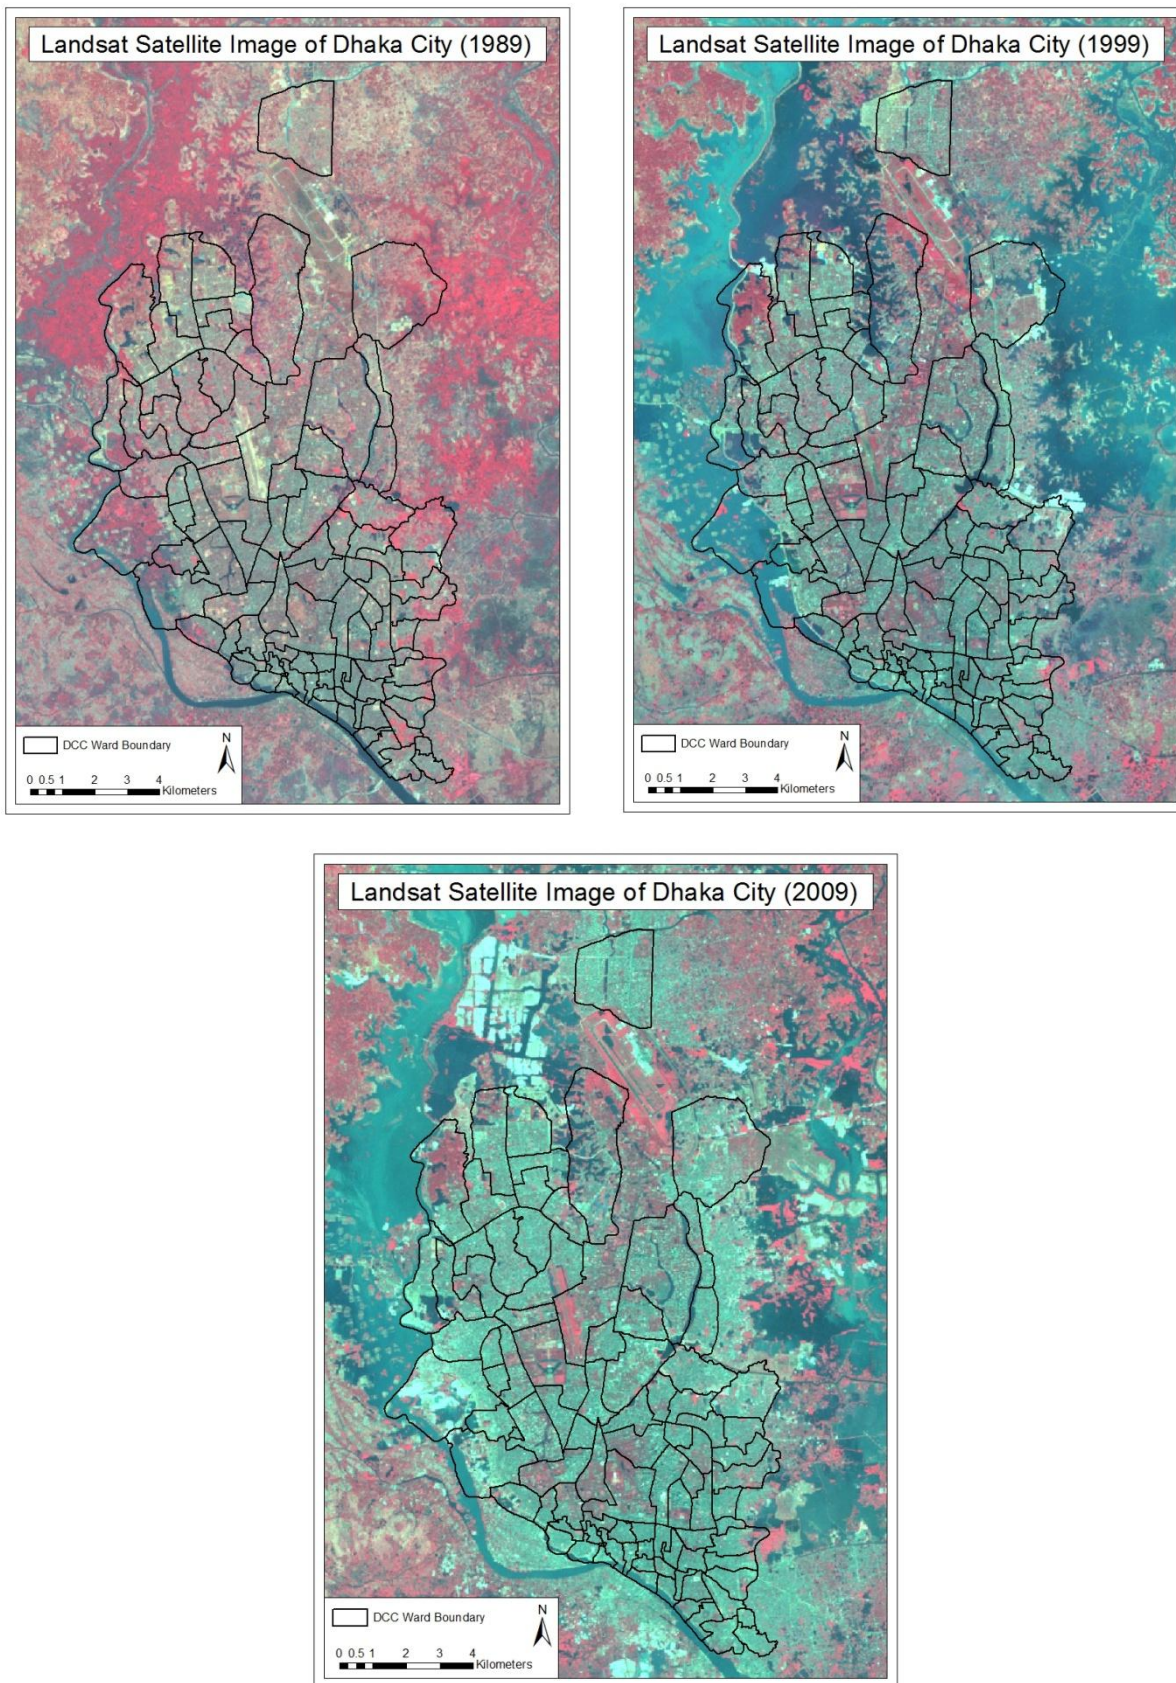 Landsat Satellite Image of Dhaka City (1989)
DCC Ward Boundary
N
0 0.5 1 2 3 4
Kilometers
Landsat Satellite Image of Dhaka City (1999)
DCC Ward Boundary
N
0 0.5 1 2 3 4
Kilometers
Landsat Satellite Image of Dhaka City (2009)
DCC Ward Boundary
N
0 0.5 1 2 3 4
Kilometers